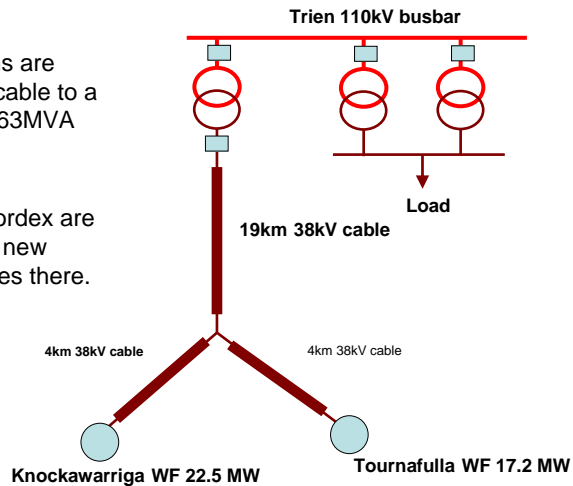 Trien 110kV busbar
s are
cable to a
63MVA
ordex are
new
es there.
Load
19km 38kV cable
4km 38kV cable
4km 38kV cable
Knockawarriga WF 22.5 MW
Tournafulla WF 17.2 MW